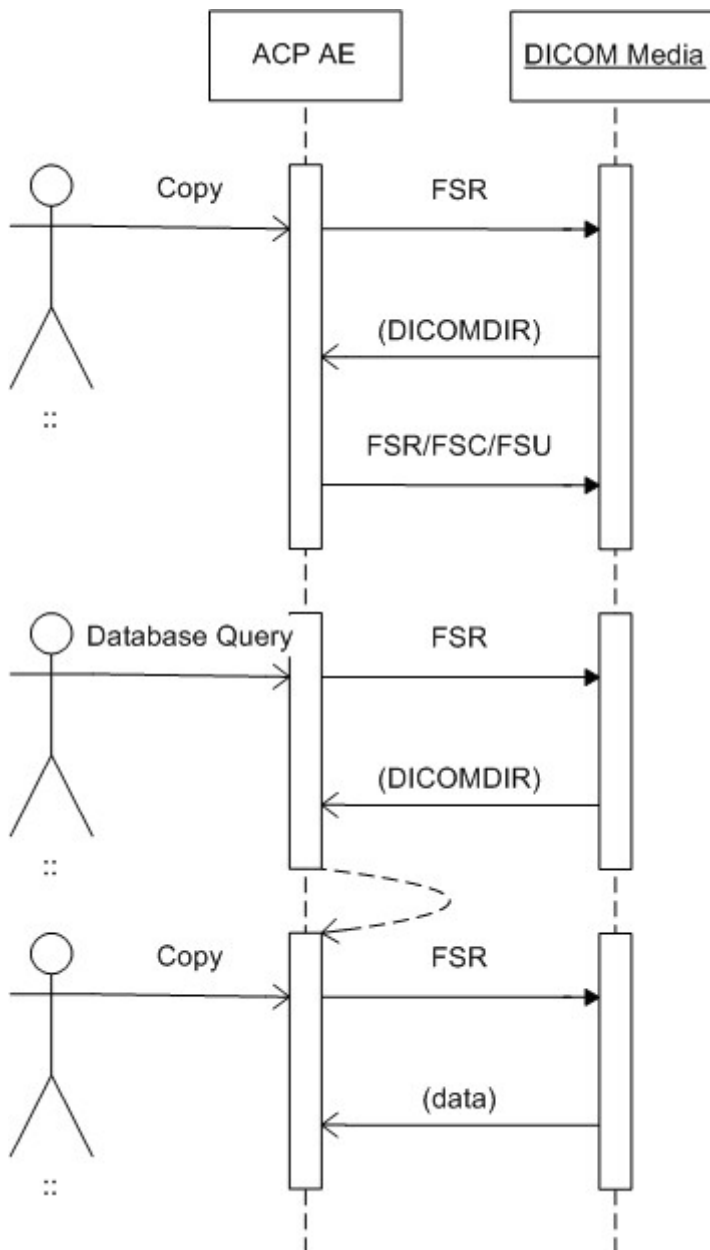 ACP AE
DICOM Media
Copy
FSR
(DICOMDIR)
::
FSR/FSC/FSU
Database Query
FSR
(DICOMDIR)
::
Copy
FSR
(data)
::